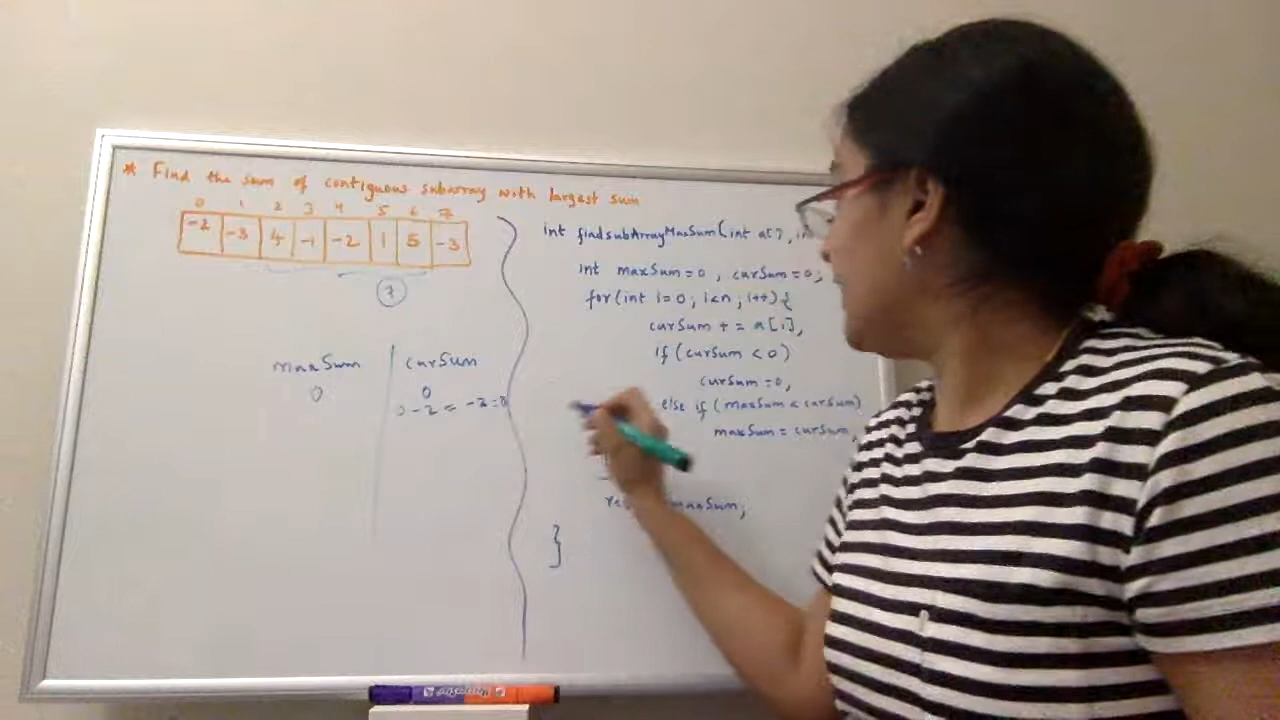 * Find the sum of contiguous subarray with largest sum
0 1 2 3 4 5 6 7
-2 -3 4 -1 -2 1 5 -3
7
maxSum curSum
0 0
0-2 = -2 = 0
int findSubArrayMaxSum(int a[], in
int maxSum=0, curSum=0;
for(int i=0; i<n; i++){
curSum += a[i],
if (curSum < 0)
curSum =0,
else if (maxSum < curSum)
maxSum = curSum,
maxSum;
}